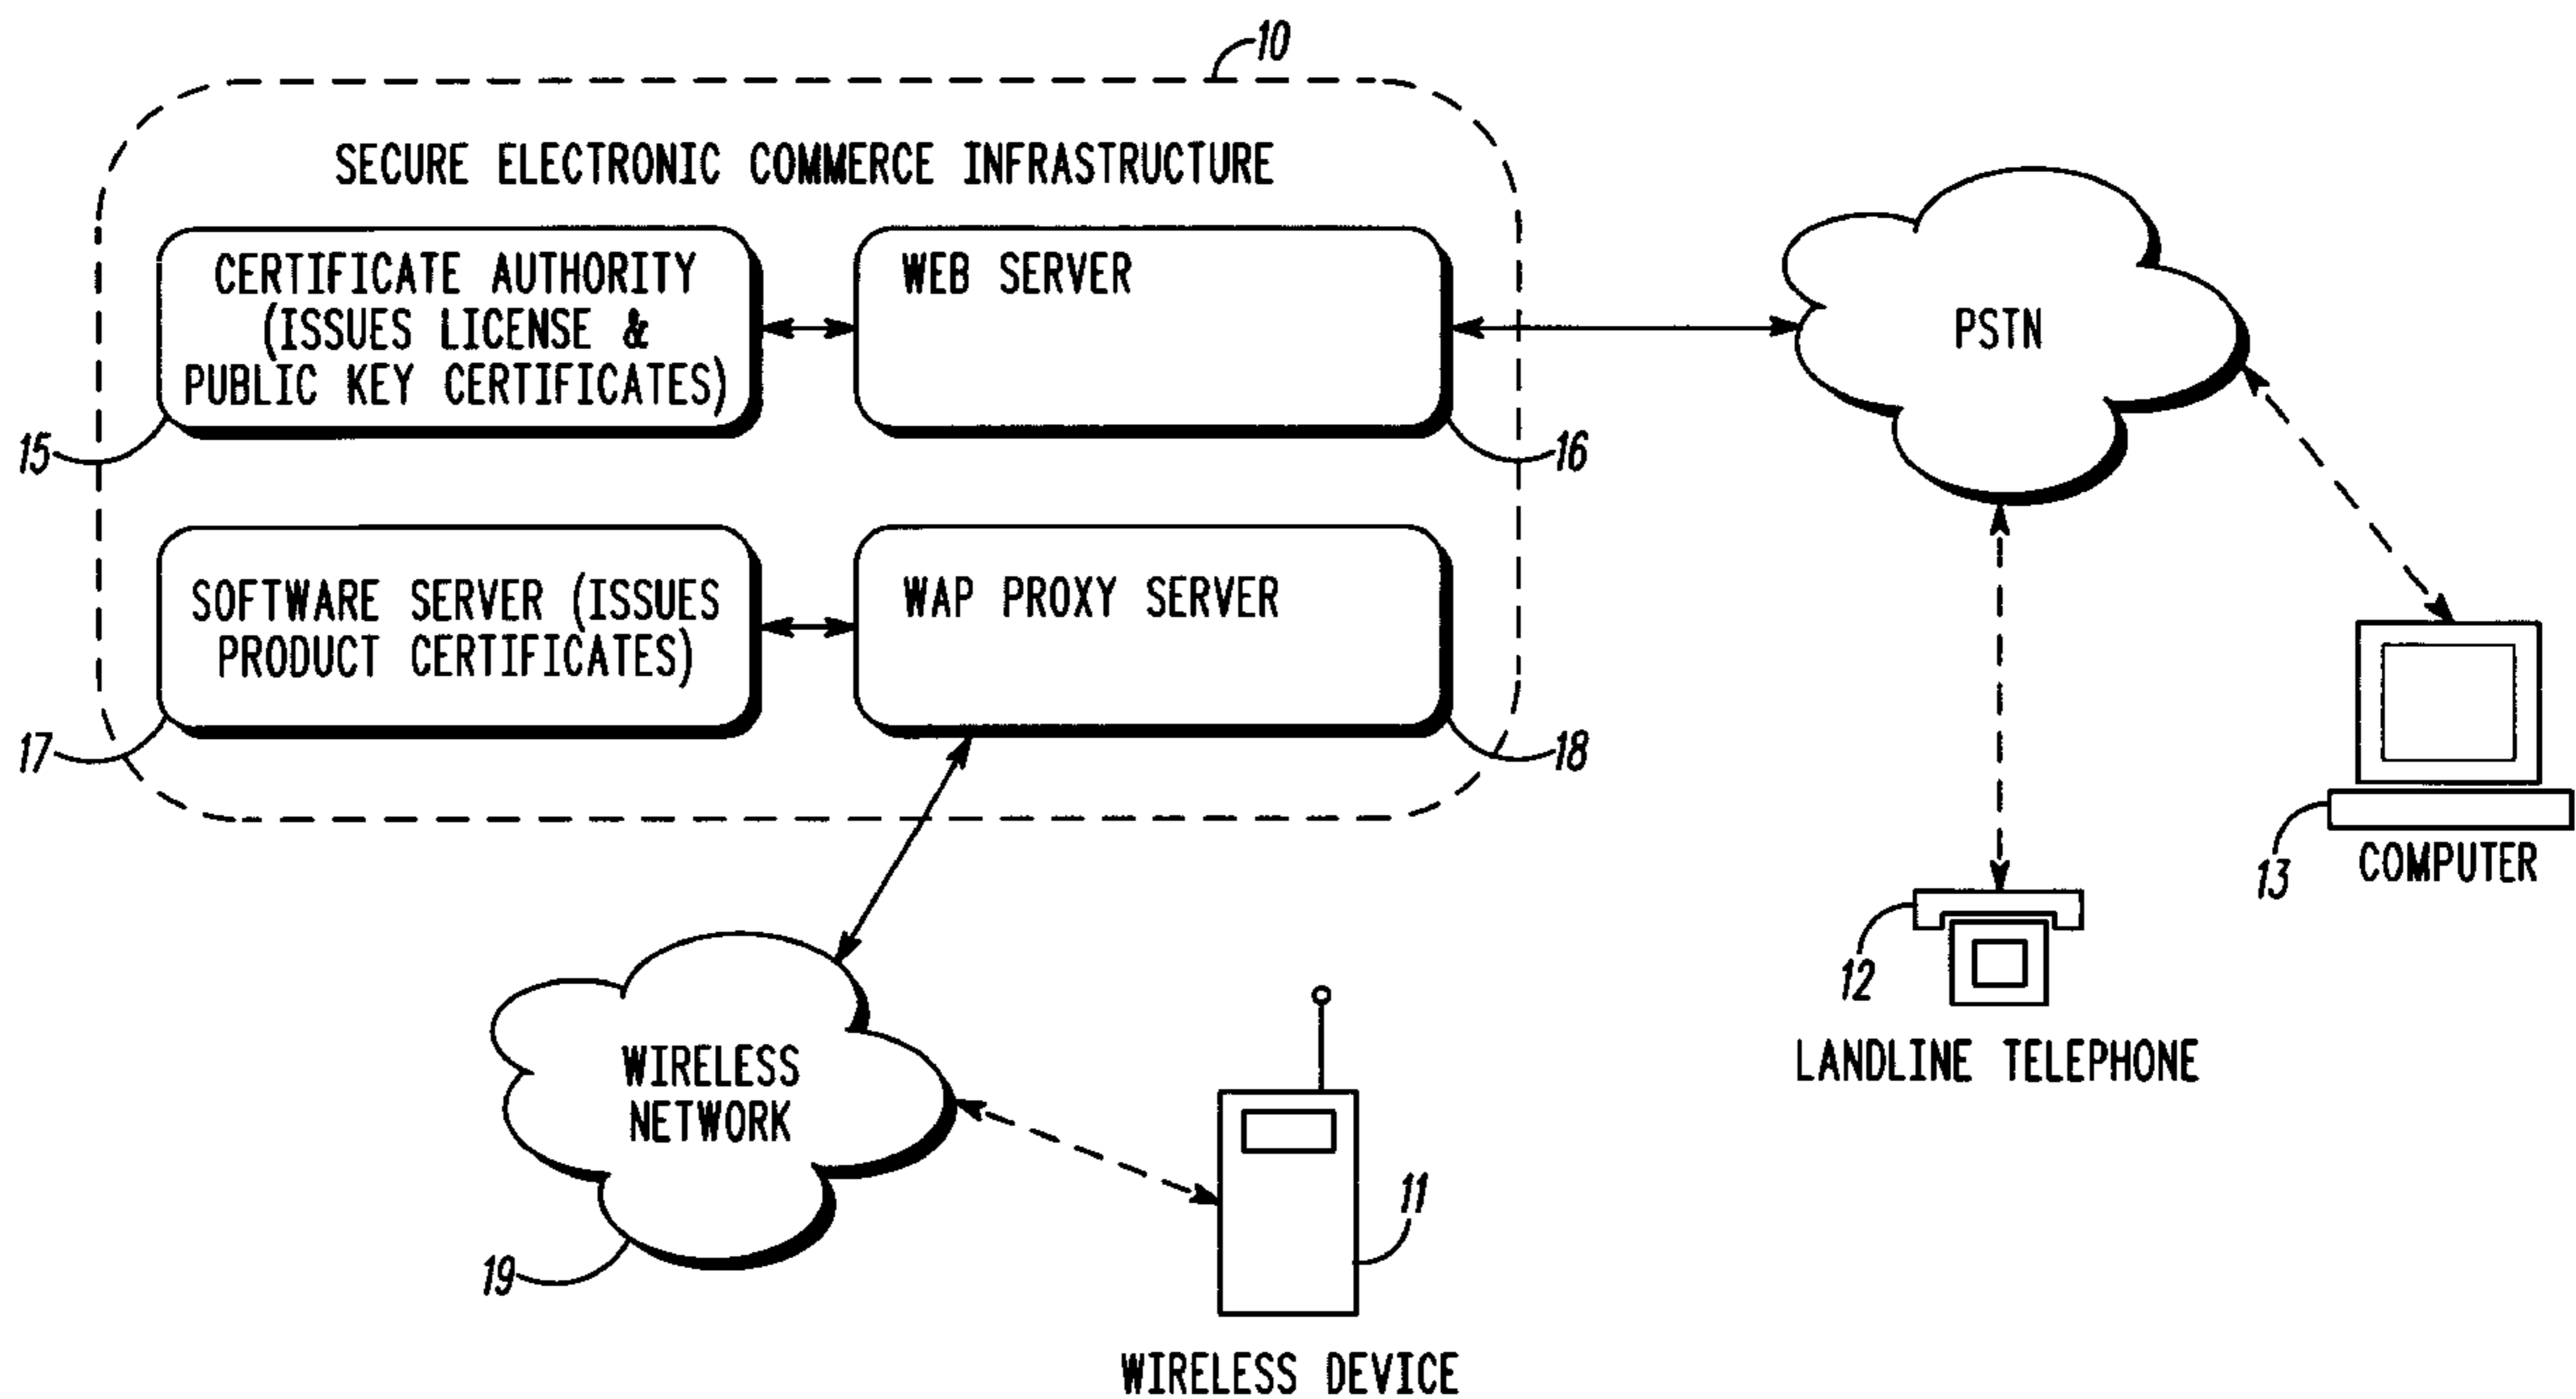 10
SECURE ELECTRONIC COMMERCE INFRASTRUCTURE
CERTIFICATE AUTHORITY
(ISSUES LICENSE &
PUBLIC KEY CERTIFICATES)
WEB SERVER
PSTN
15
16
SOFTWARE SERVER (ISSUES
PRODUCT CERTIFICATES)
WAP PROXY SERVER
17
18
13
COMPUTER
12
LANDLINE TELEPHONE
WIRELESS
NETWORK
11
19
WIRELESS DEVICE